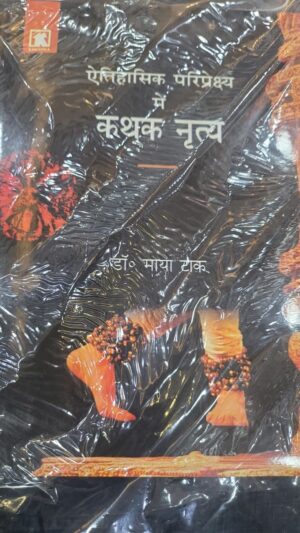 ऐतिहासिक परिप्रेक्ष्य
में
कथक नृत्य
डॉ॰ माया टाक